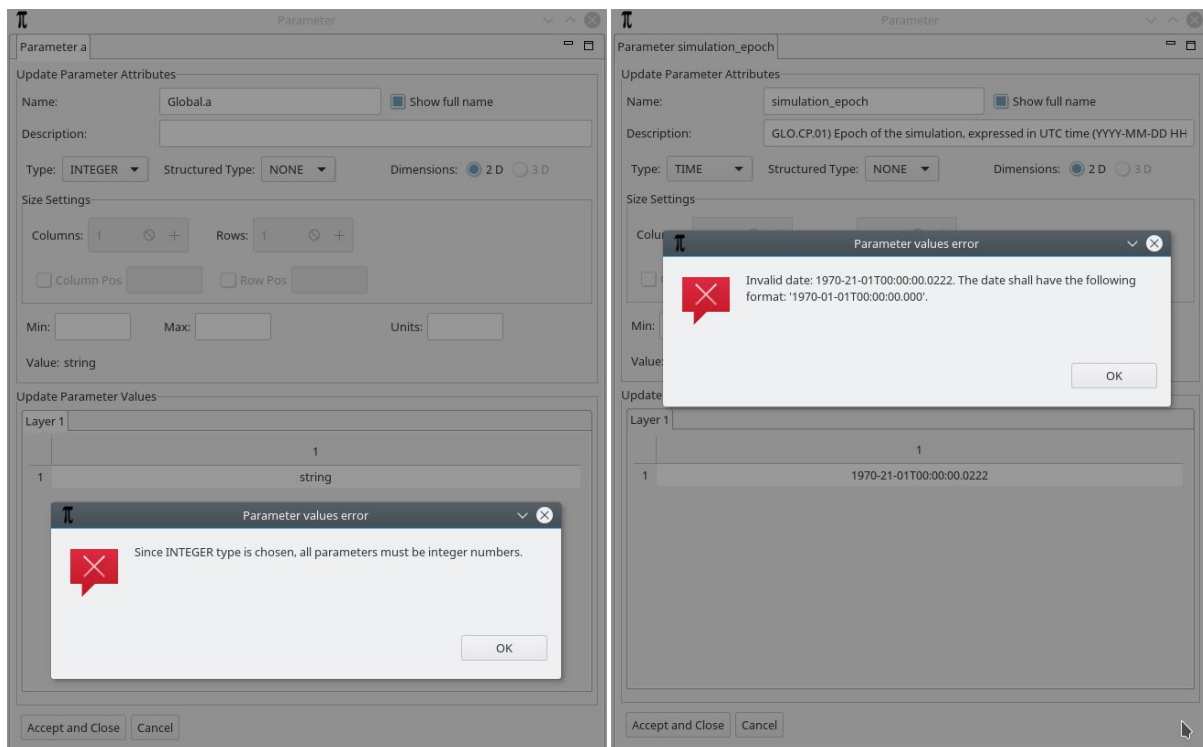 π Parameter
Parameter a
Update Parameter Attributes
Name: Global.a Show full name
Description:
Type: INTEGER Structured Type: NONE Dimensions: 2 D 3 D
Size Settings
Columns: 1 Rows: 1
Column Pos Row Pos
Min: Max: Units:
Value: string
Update Parameter Values
Layer 1
1
1 string
π Parameter values error
Since INTEGER type is chosen, all parameters must be integer numbers.
OK
Accept and Close Cancel
π Parameter
Parameter simulation_epoch
Update Parameter Attributes
Name: simulation_epoch Show full name
Description: GLO.CP.01) Epoch of the simulation, expressed in UTC time (YYYY-MM-DD HH
Type: TIME Structured Type: NONE Dimensions: 2 D 3 D
Size Settings
Colu
π Parameter values error
Invalid date: 1970-21-01T00:00:00.0222. The date shall have the following
format: '1970-01-01T00:00:00.000'.
OK
Min:
Value:
Update
Layer 1
1
1 1970-21-01T00:00:00.0222
Accept and Close Cancel